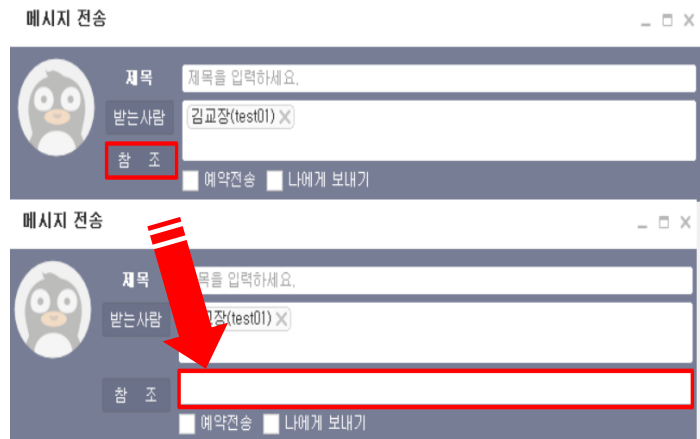 메시지 전송
제목 제목을 입력하세요.
받는사람 김교장(test01)
참 조
예약전송 나에게 보내기
메시지 전송
제목 목을 입력하세요.
받는사람 교장(test01)
참 조
예약전송 나에게 보내기